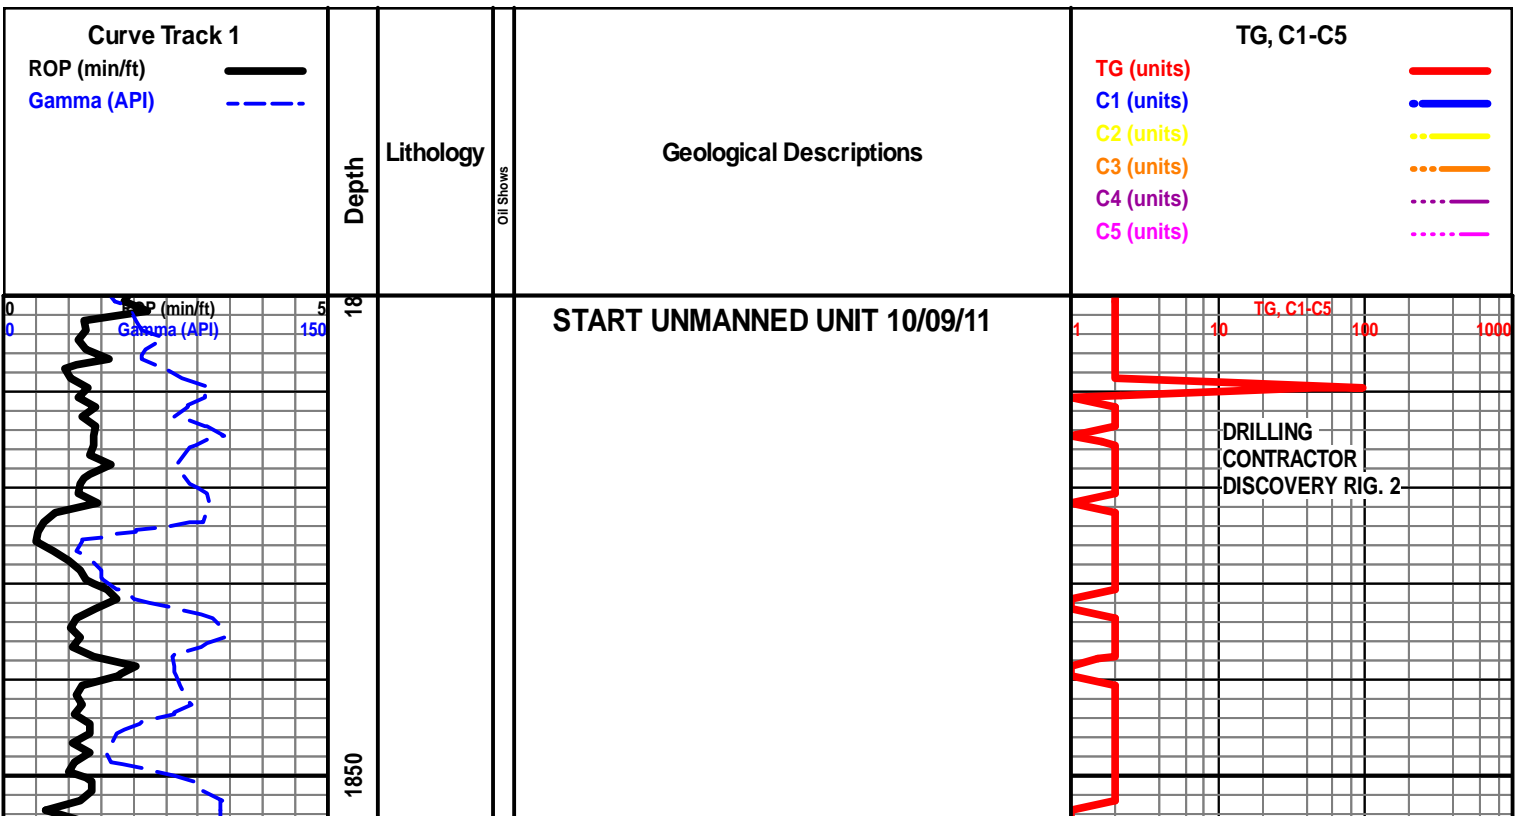 Curve Track 1
ROP (min/ft)
Gamma (API)
Depth
Lithology
Oil Shows
Geological Descriptions
TG, C1-C5
TG (units)
C1 (units)
C2 (units)
C3 (units)
C4 (units)
C5 (units)
0 ROP (min/ft) 5
0 Gamma (API) 150
18
START UNMANNED UNIT 10/09/11
TG, C1-C5
1 10 100 1000
DRILLING
CONTRACTOR
DISCOVERY RIG. 2
1850